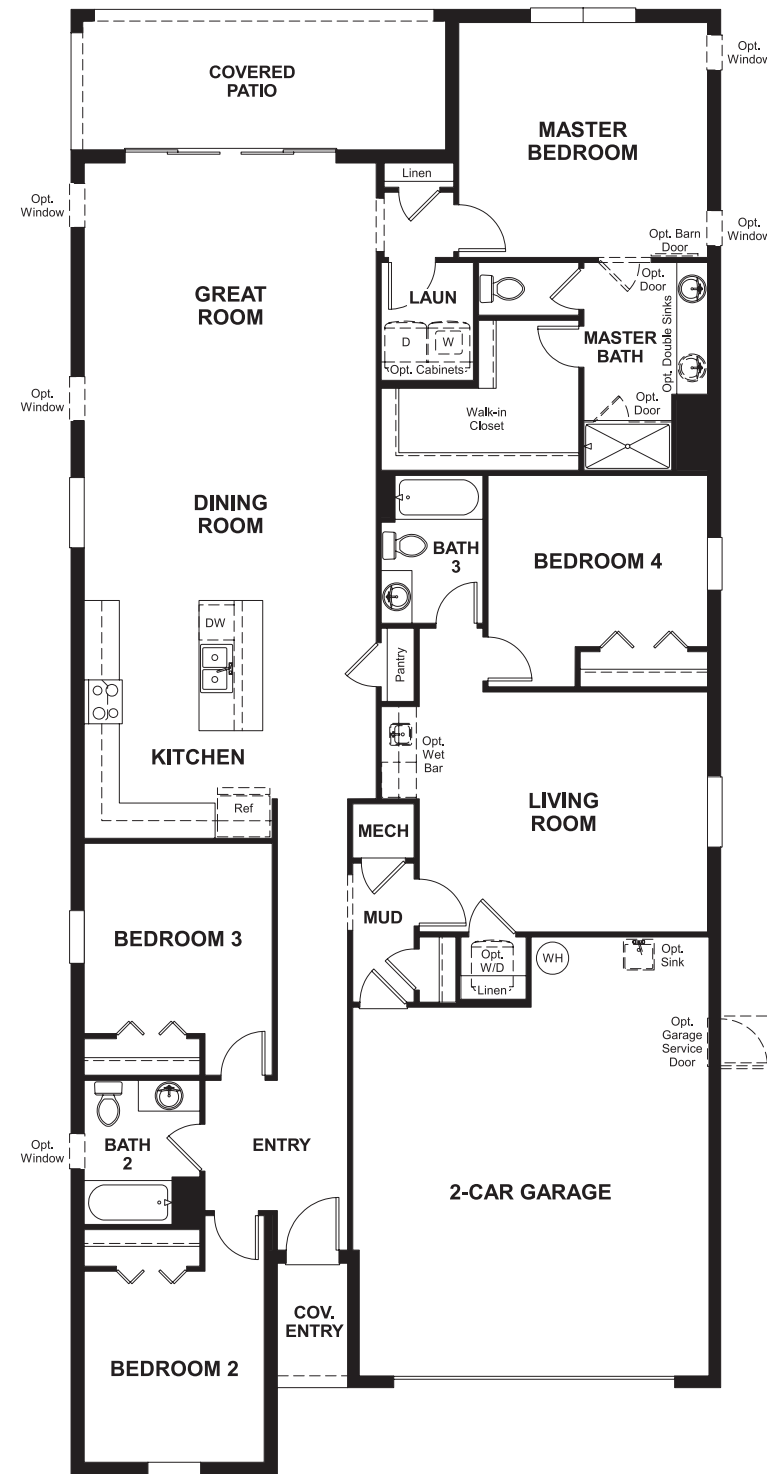 COVERED
PATIO
MASTER
BEDROOM
Opt.
Window
Linen
Opt.
Window
Opt.
Window
Opt. Barn
Door
GREAT
ROOM
LAUN
Opt.
Door
MASTER
BATH
Opt. Double Sinks
D
W
Opt. Cabinets
Opt.
Window
Opt.
Door
Walk-in
Closet
DINING
ROOM
BATH
3
BEDROOM 4
DW
Pantry
KITCHEN
Opt.
Wet
Bar
Ref
LIVING
ROOM
MECH
MUD
BEDROOM 3
Opt.
W/D
Linen
WH
Opt.
Sink
Opt.
Garage
Service
Door
Opt.
Window
BATH
2
ENTRY
2-CAR GARAGE
COV.
ENTRY
BEDROOM 2